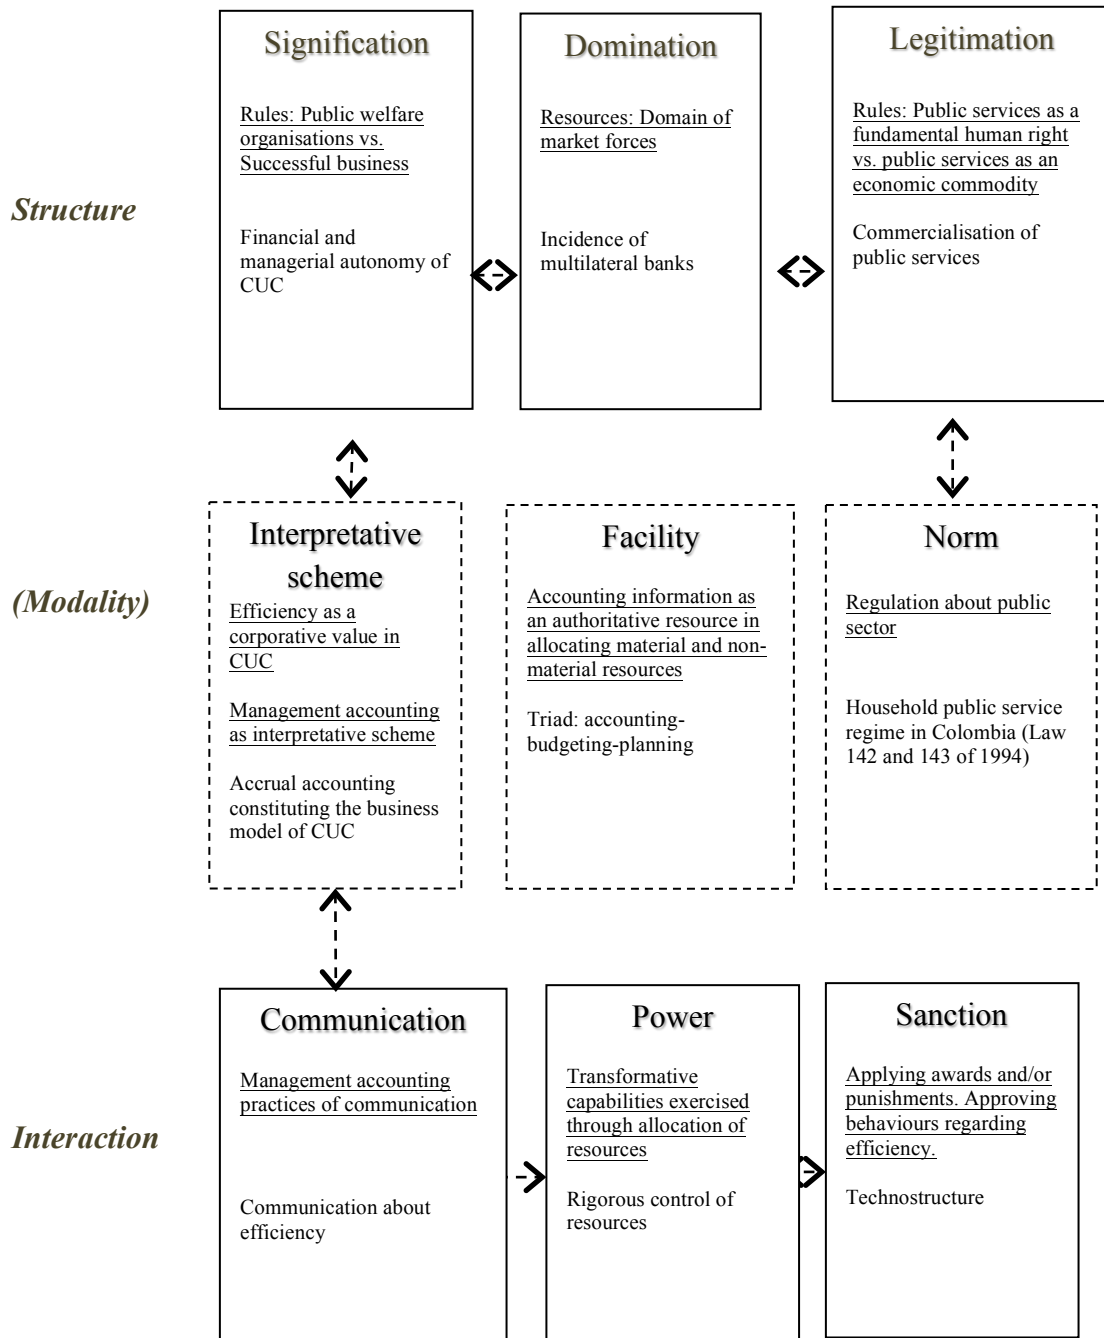 Signification
Rules: Public welfare
organisations vs.
Successful business
Financial and
managerial autonomy of
CUC
Domination
Resources: Domain of
market forces
Incidence of
multilateral banks
Legitimation
Rules: Public services as a
fundamental human right
vs. public services as an
economic commodity
Commercialisation of
public services
Structure
Interpretative
scheme
Efficiency as a
corporative value in
CUC
Management accounting
as interpretative scheme
Accrual accounting
constituting the business
model of CUC
Facility
Accounting information as
an authoritative resource in
allocating material and non-
material resources
Triad: accounting-
budgeting-planning
Norm
Regulation about public
sector
Household public service
regime in Colombia (Law
142 and 143 of 1994)
(Modality)
Communication
Management accounting
practices of communication
Communication about
efficiency
Power
Transformative
capabilities exercised
through allocation of
resources
Rigorous control of
resources
Sanction
Applying awards and/or
punishments. Approving
behaviours regarding
efficiency.
Technostructure
Interaction